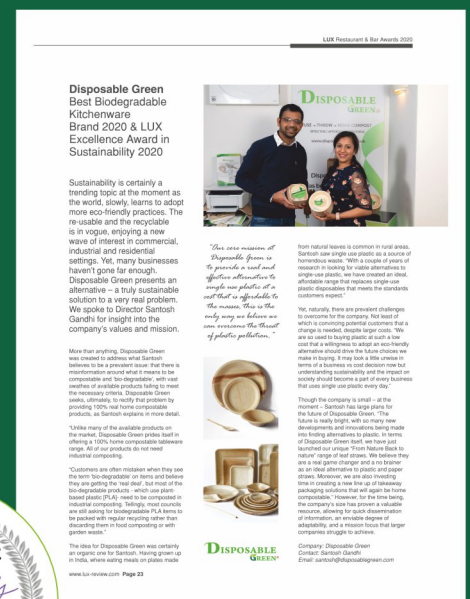 LUX Restaurant & Bar Awards 2020
Disposable Green
Best Biodegradable
Kitchenware
Brand 2020 & LUX
Excellence Award in
Sustainability 2020
Sustainability is certainly a
trending topic at the moment as
the world, slowly, learns to adopt
more eco-friendly practices. The
re-usable and the recyclable
is in vogue, enjoying a new
wave of interest in commercial,
industrial and residential
settings. Yet, many businesses
haven't gone far enough.
Disposable Green presents an
alternative – a truly sustainable
solution to a very real problem.
We spoke to Director Santosh
Gandhi for insight into the
company's values and mission.
More than anything, Disposable Green
was created to address what Santosh
believes to be a prevalent issue: that there is
misinformation around what it means to be
compostable and 'bio-degradable', with vast
swathes of available products failing to meet
the necessary criteria. Disposable Green
seeks, ultimately, to rectify that problem by
providing 100% real home compostable
products, as Santosh explains in more detail.
"Unlike many of the available products on
the market, Disposable Green prides itself in
offering a 100% home compostable tableware
range. All of our products do not need
industrial composting.
"Customers are often mistaken when they see
the term 'bio-degradable' on items and believe
they are getting the 'real deal', but most of the
bio-degradable products - which use plant-
based plastic [PLA]- need to be composted in
industrial composting. Tellingly, most councils
are still asking for biodegradable PLA items to
be packed with regular recycling rather than
discarding them in food composting or with
garden waste."
The idea for Disposable Green was certainly
an organic one for Santosh. Having grown up
in India, where eating meals on plates made
DISPOSABLE
GREEN
"Our core mission at
Disposable Green is
to provide a real and
effective alternative to
single use plastic at a
cost that is affordable to
the masses, this is the
only way we believe we
can overcome the threat
of plastic pollution."
DISPOSABLE
GREEN
from natural leaves is common in rural areas,
Santosh saw single use plastic as a source of
horrendous waste. "With a couple of years of
research in looking for viable alternatives to
single-use plastic, we have created an ideal,
affordable range that replaces single-use
plastic disposables that meets the standards
customers expect."
Yet, naturally, there are prevalent challenges
to overcome for the company. Not least of
which is convincing potential customers that a
change is needed, despite larger costs. "We
are so used to buying plastic at such a low
cost that a willingness to adopt an eco-friendly
alternative should drive the future choices we
make in buying. It may look a little unwise in
terms of a business vs cost decision now but
understanding sustainability and the impact on
society should become a part of every business
that uses single use plastic every day."
Though the company is small – at the
moment – Santosh has large plans for
the future of Disposable Green. "The
future is really bright, with so many new
developments and innovations being made
into finding alternatives to plastic. In terms
of Disposable Green itself, we have just
launched our unique "From Nature Back to
nature" range of leaf straws. We believe they
are a real game changer and a no brainer
as an ideal alternative to plastic and paper
straws. Moreover, we are also investing
time in creating a new line of takeaway
packaging solutions that will again be home
compostable." However, for the time being,
the company's size has proven a valuable
resource, allowing for quick dissemination
of information, an enviable degree of
adaptability, and a mission focus that larger
companies struggle to achieve.
Company: Disposable Green
Contact: Santosh Gandhi
Email: santosh@disposablegreen.com
www.lux-review.com Page 23